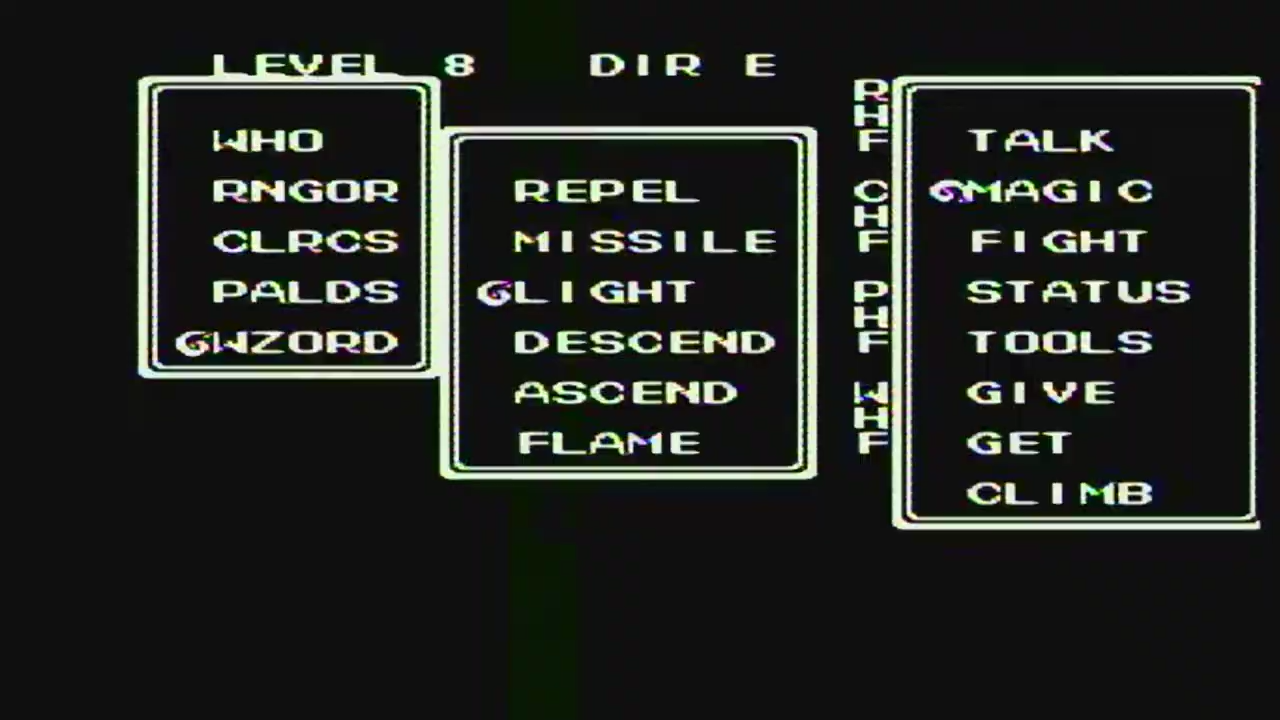 LEVEL 8 DIR E
WHO
RNGOR
CLRCS
PALDS
WZORD
REPEL
MISSILE
LIGHT
DESCEND
ASCEND
FLAME
R
H
F
C
H
F
P
H
F
W
H
F
TALK
MAGIC
FIGHT
STATUS
TOOLS
GIVE
GET
CLIMB